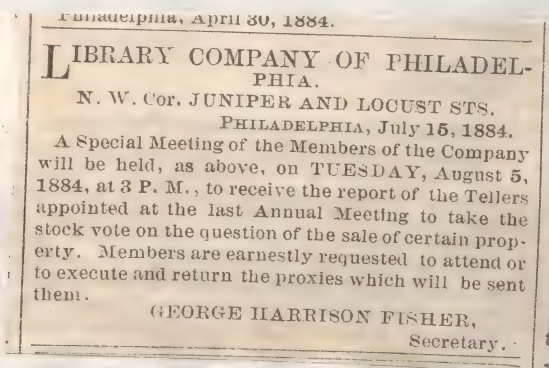 Philadelphia, April 30, 1884.
LIBRARY COMPANY OF PHILADEL-
PHIA.
N. W. Cor. JUNIPER AND LOCUST STS.
PHILADELPHIA, July 15, 1884.
A Special Meeting of the Members of the Company
will be held, as above, on TUESDAY, August 5,
1884, at 3 P. M., to receive the report of the Tellers
appointed at the last Annual Meeting to take the
stock vote on the question of the sale of certain prop-
erty. Members are earnestly requested to attend or
to execute and return the proxies which will be sent
them.
GEORGE HARRISON FISHER,
Secretary.